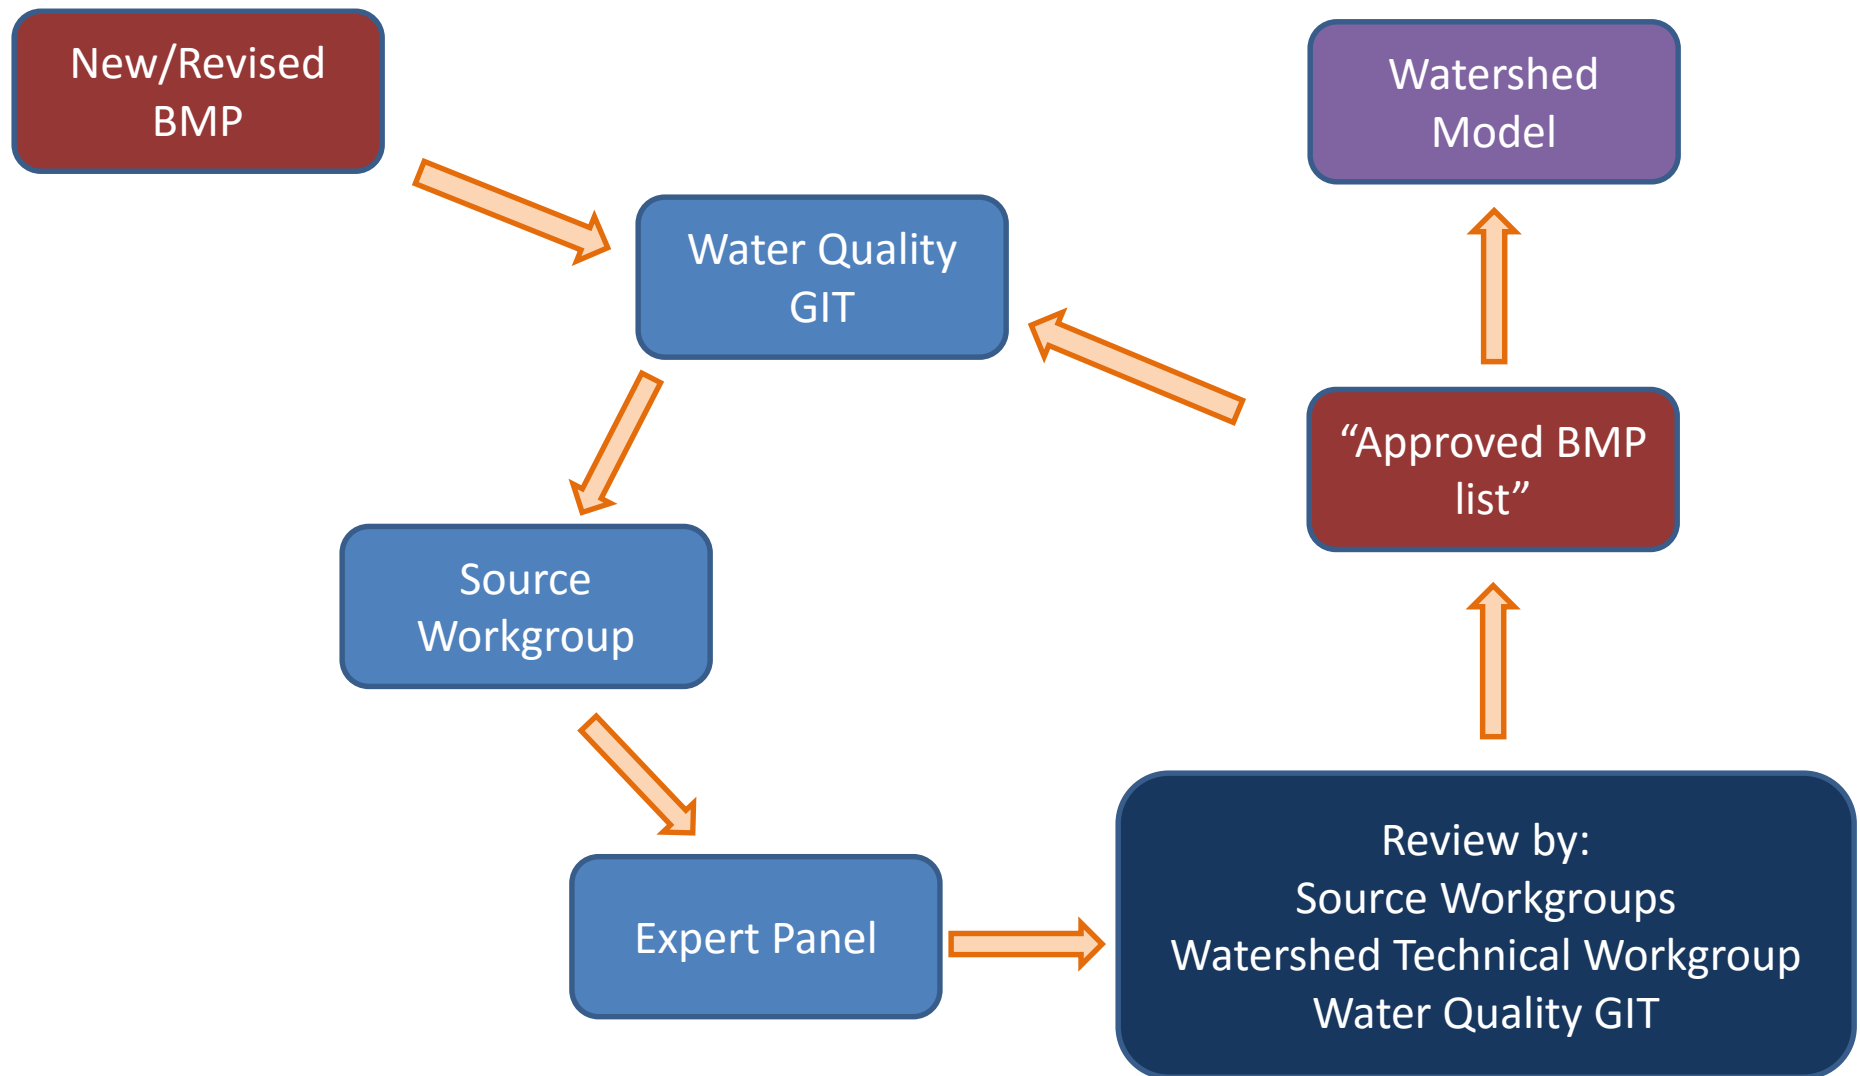 New/Revised
BMP
Watershed
Model
Water Quality
GIT
“Approved BMP
list”
Source
Workgroup
Expert Panel
Review by:
Source Workgroups
Watershed Technical Workgroup
Water Quality GIT